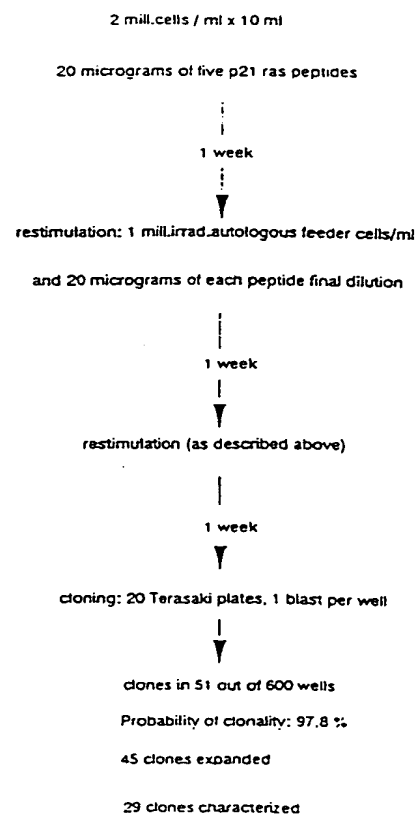 2 mill.cells / ml x 10 ml
20 micrograms of five p21 ras peptides
1 week
restimulation: 1 mill.irrad.autologous feeder cells/ml
and 20 micrograms of each peptide final dilution
1 week
restimulation (as described above)
1 week
cloning: 20 Terasaki plates, 1 blast per well
clones in 51 out of 600 wells
Probability of clonality: 97.8 %
45 clones expanded
29 clones characterized